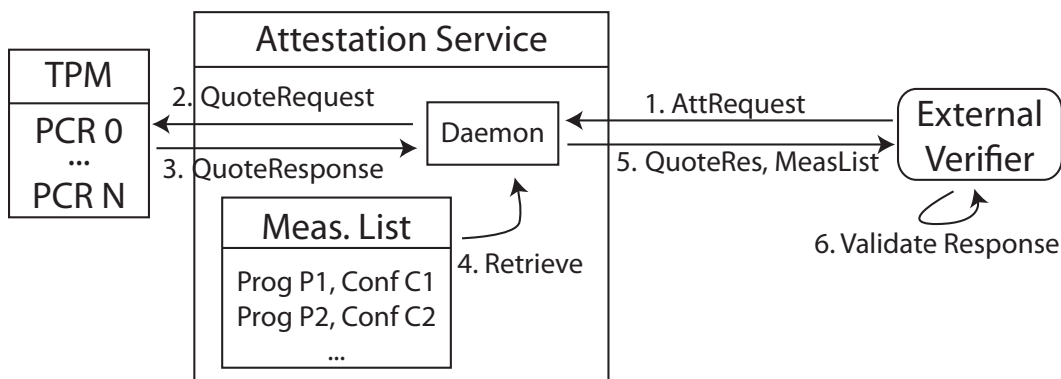 Attestation Service
TPM
PCR 0
...
PCR N
2. QuoteRequest
3. QuoteResponse
Daemon
1. AttRequest
5. QuoteRes, MeasList
External
Verifier
6. Validate Response
Meas. List
Prog P1, Conf C1
Prog P2, Conf C2
...
4. Retrieve